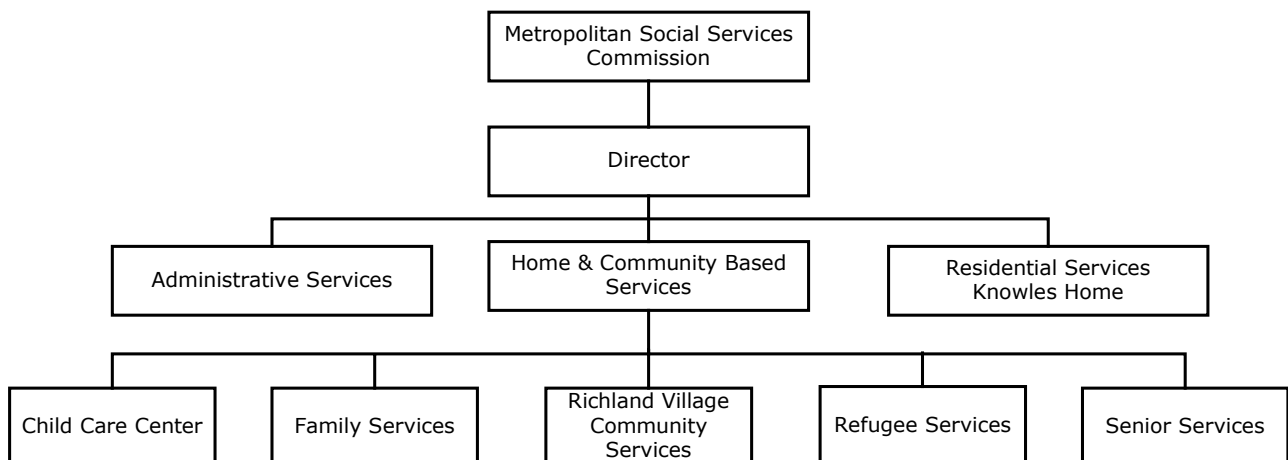 Metropolitan Social Services
Commission
Director
Administrative Services
Home & Community Based
Services
Residential Services
Knowles Home
Child Care Center
Family Services
Richland Village
Community
Services
Refugee Services
Senior Services